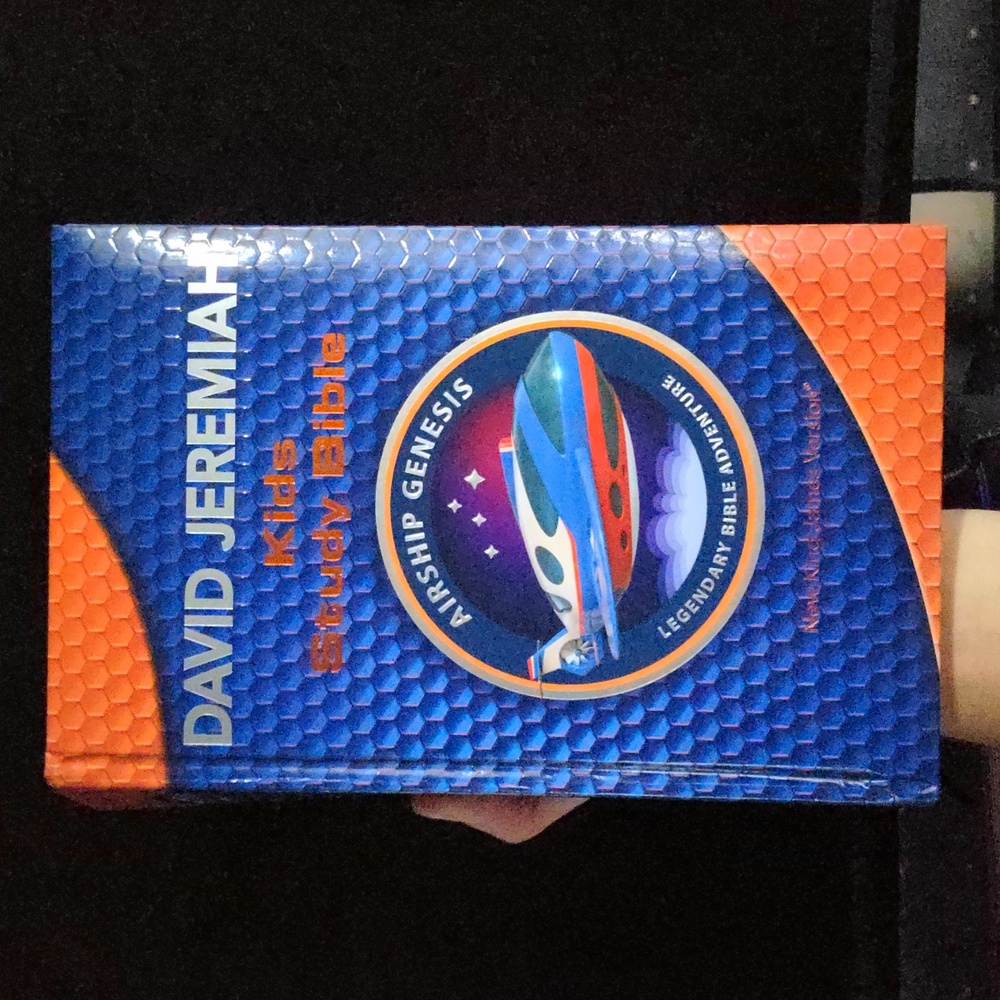 DAVID JEREMIAH
Kids
Study Bible
AIRSHIP GENESIS
LEGENDARY BIBLE ADVENTURE
New King James Version®